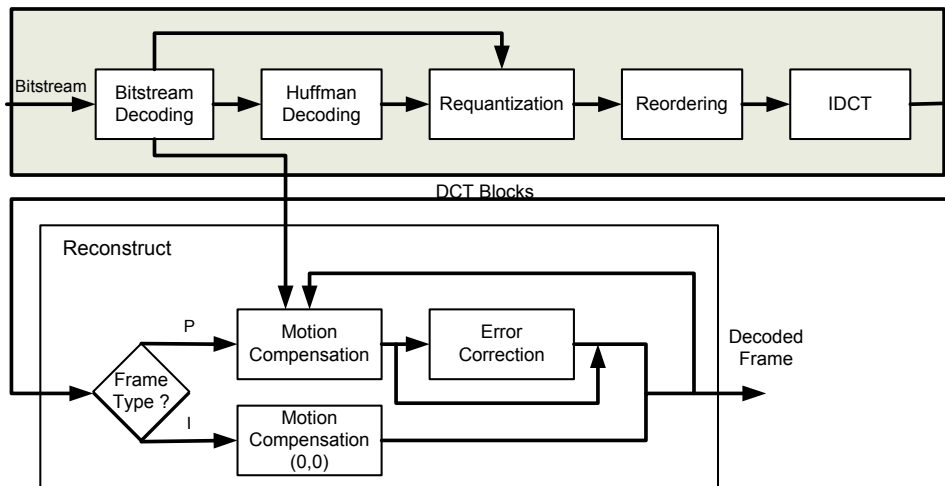 Bitstream
Bitstream
Decoding
Huffman
Decoding
Requantization
Reordering
IDCT
DCT Blocks
Reconstruct
P
Motion
Compensation
Error
Correction
Decoded
Frame
Frame
Type ?
I
Motion
Compensation
(0,0)